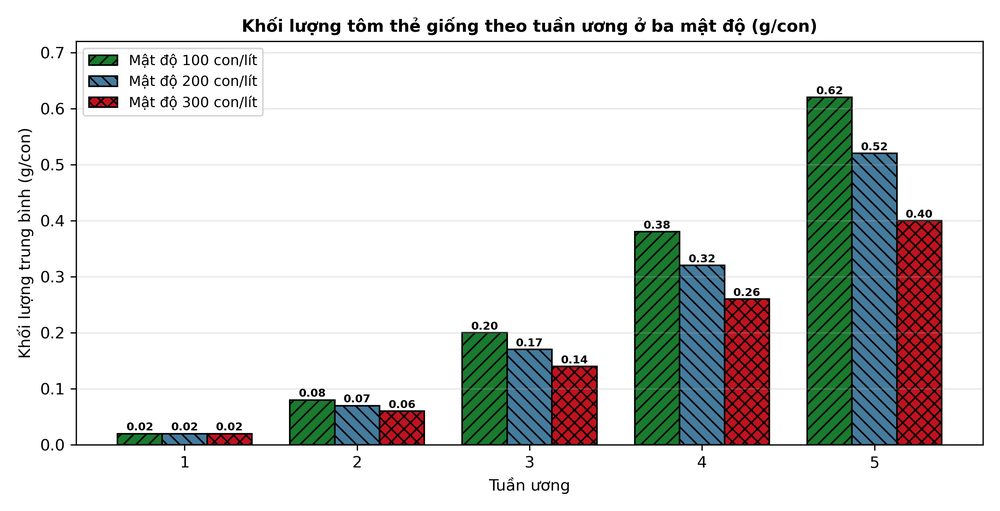 Khối lượng tôm thẻ giống theo tuần ương ở ba mật độ (g/con)
Khối lượng trung bình (g/con)
0.7
0.6
0.5
0.4
0.3
0.2
0.1
0.0
Mật độ 100 con/lít
Mật độ 200 con/lít
Mật độ 300 con/lít
0.02 0.02 0.02
0.08 0.07 0.06
0.20 0.17 0.14
0.38 0.32 0.26
0.62 0.52 0.40
1 2 3 4 5
Tuần ương